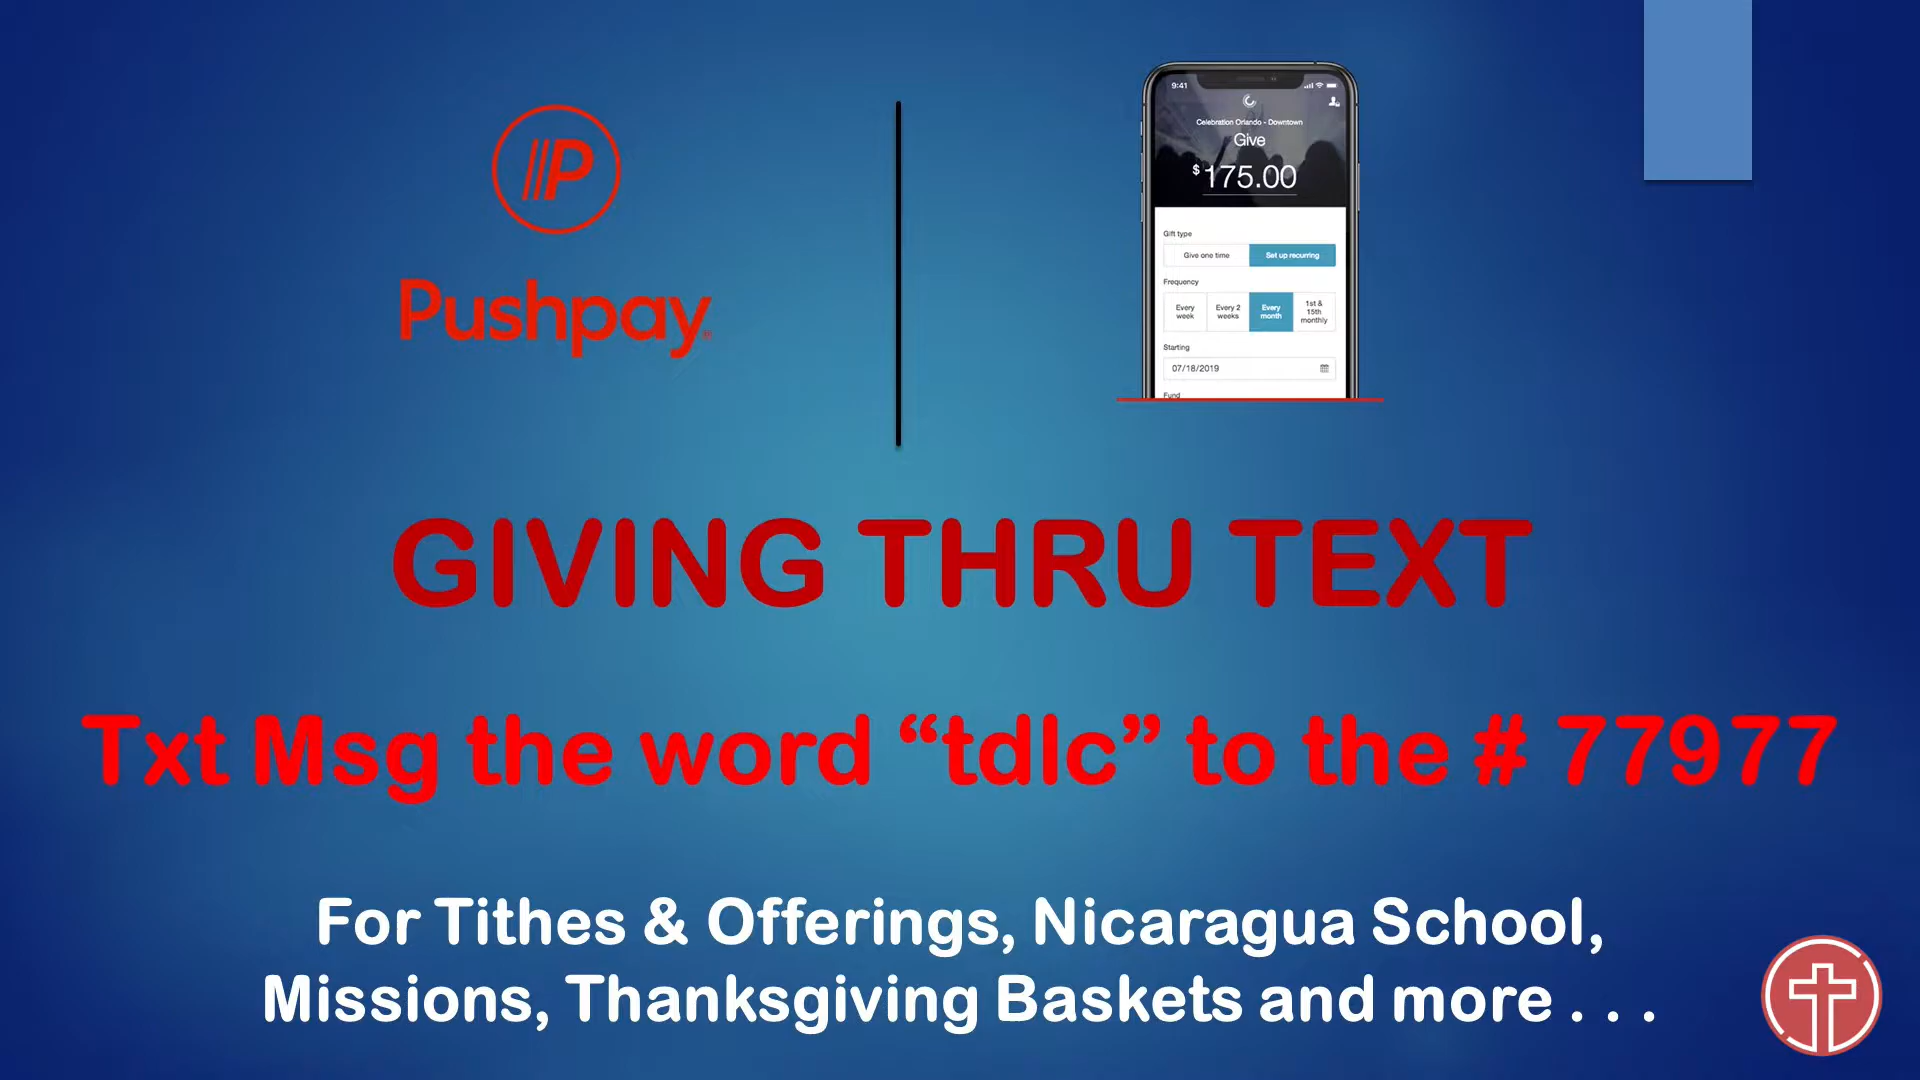 P
Pushpay®
9:41
Celebration Orlando - Downtown
Give
$175.00
Gift type
Give one time
Set up recurring
Frequency
Every week
Every 2 weeks
Every month
1st & 15th monthly
Starting
07/18/2019
Fund
GIVING THRU TEXT
Txt Msg the word “tdlc” to the # 77977
For Tithes & Offerings, Nicaragua School,
Missions, Thanksgiving Baskets and more . . .